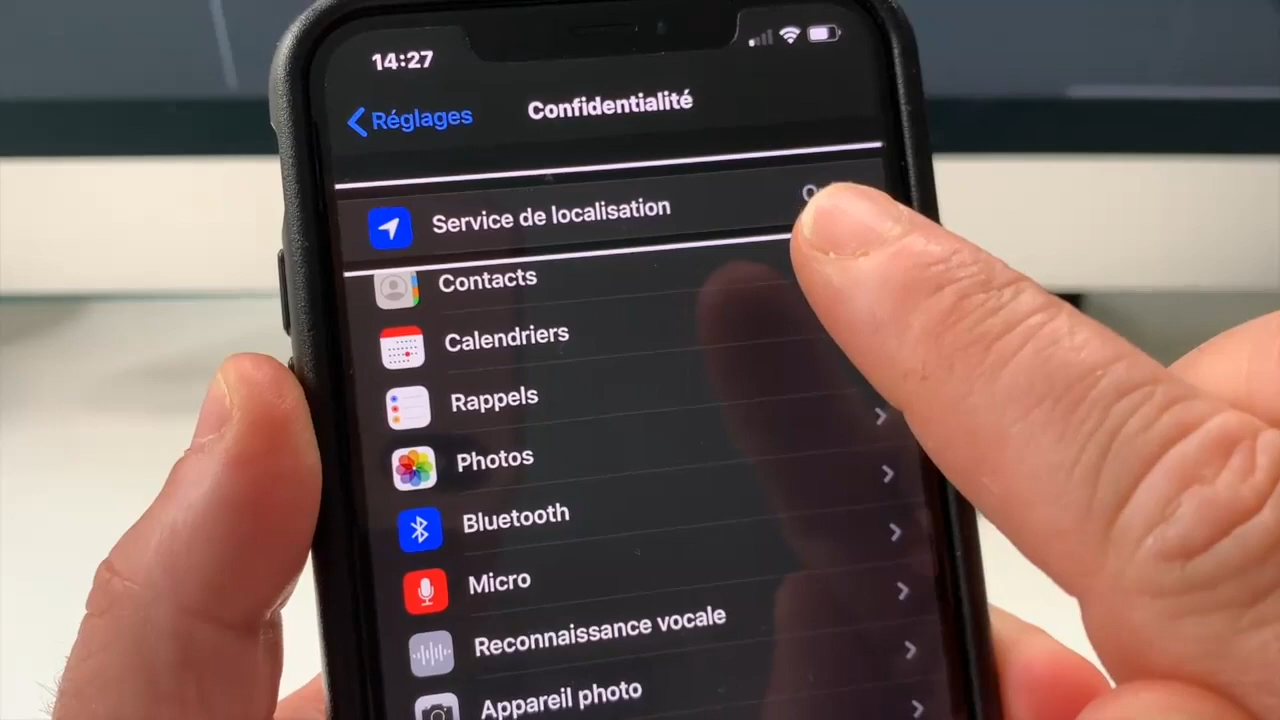 14:27
Réglages
Confidentialité
Service de localisation
Contacts
Calendriers
Rappels
Photos
Bluetooth
Micro
Reconnaissance vocale
Appareil photo